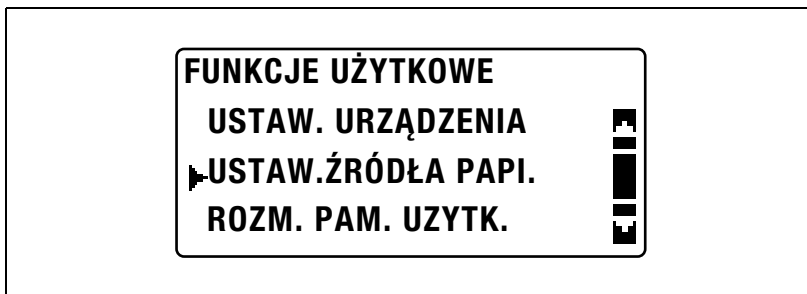 FUNKCJE UŻYTKOWE
USTAW. URZĄDZENIA
USTAW.ŹRÓDŁA PAPI.
ROZM. PAM. UZYTK.